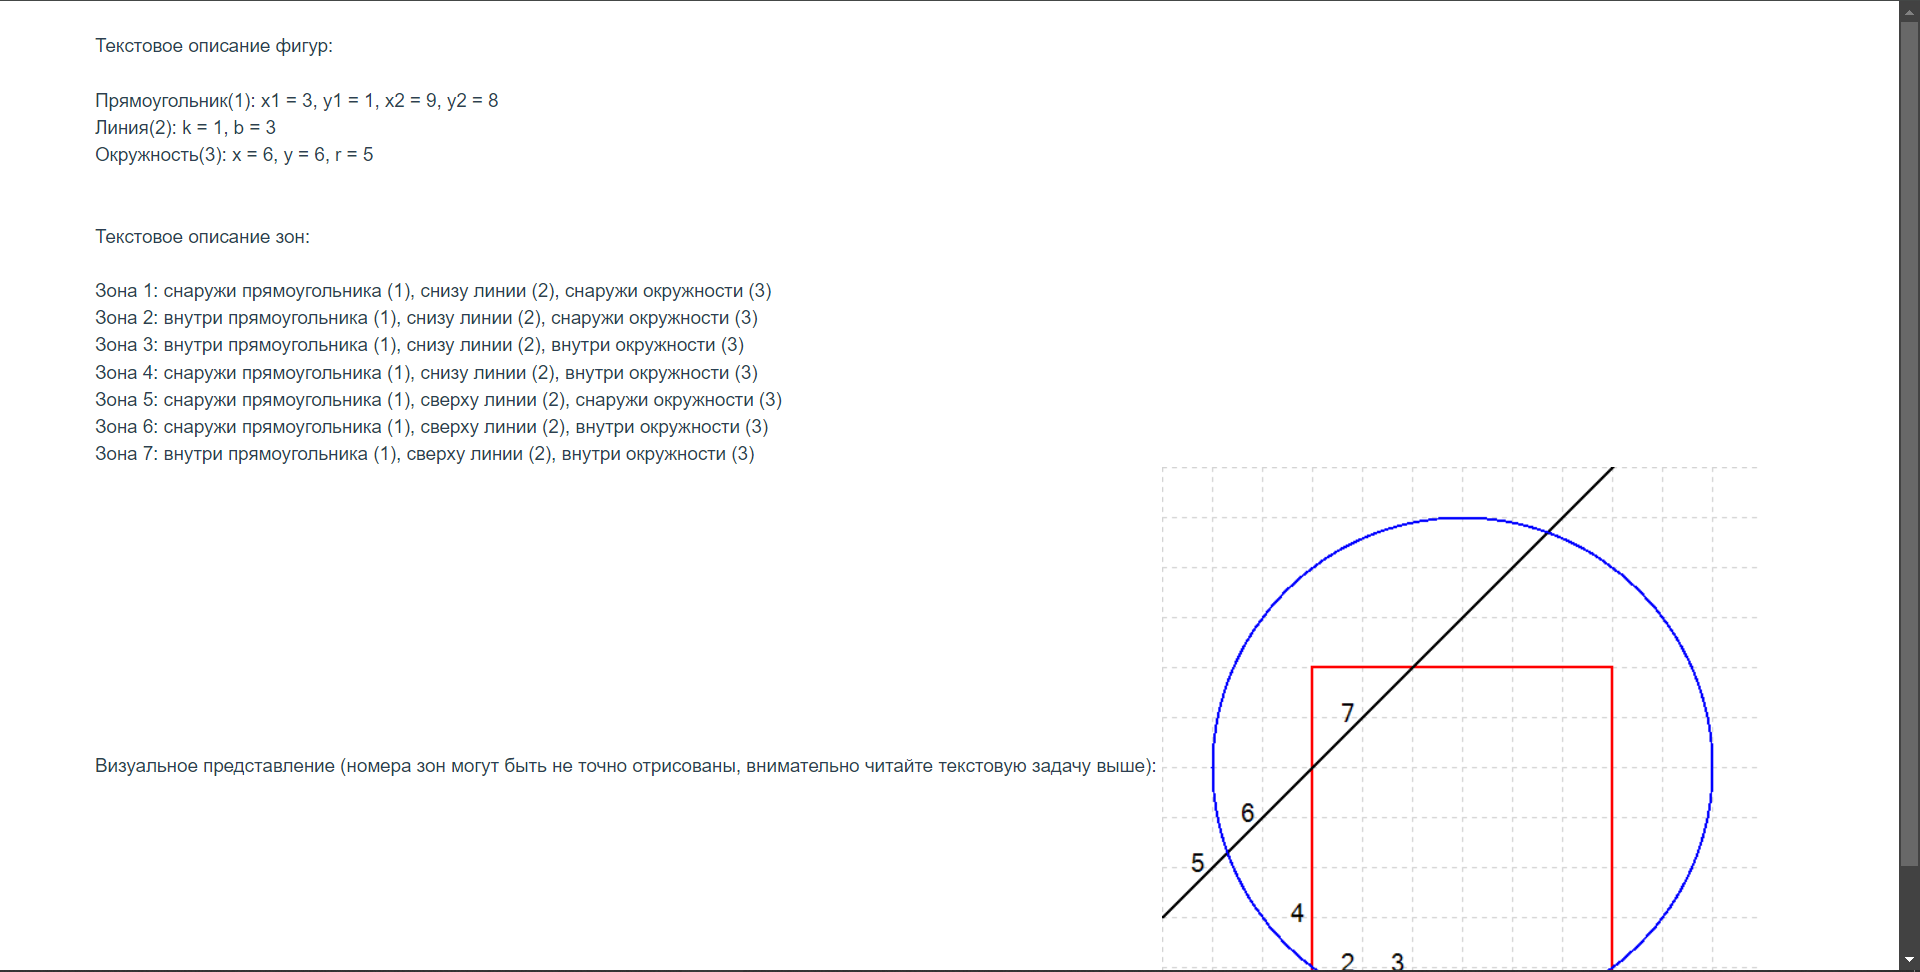 Текстовое описание фигур:
Прямоугольник(1): x1 = 3, y1 = 1, x2 = 9, y2 = 8
Линия(2): k = 1, b = 3
Окружность(3): x = 6, y = 6, r = 5
Текстовое описание зон:
Зона 1: снаружи прямоугольника (1), снизу линии (2), снаружи окружности (3)
Зона 2: внутри прямоугольника (1), снизу линии (2), снаружи окружности (3)
Зона 3: внутри прямоугольника (1), снизу линии (2), внутри окружности (3)
Зона 4: снаружи прямоугольника (1), снизу линии (2), внутри окружности (3)
Зона 5: снаружи прямоугольника (1), сверху линии (2), снаружи окружности (3)
Зона 6: снаружи прямоугольника (1), сверху линии (2), внутри окружности (3)
Зона 7: внутри прямоугольника (1), сверху линии (2), внутри окружности (3)
Визуальное представление (номера зон могут быть не точно отрисованы, внимательно читайте текстовую задачу выше):
7
6
5
4
2 3